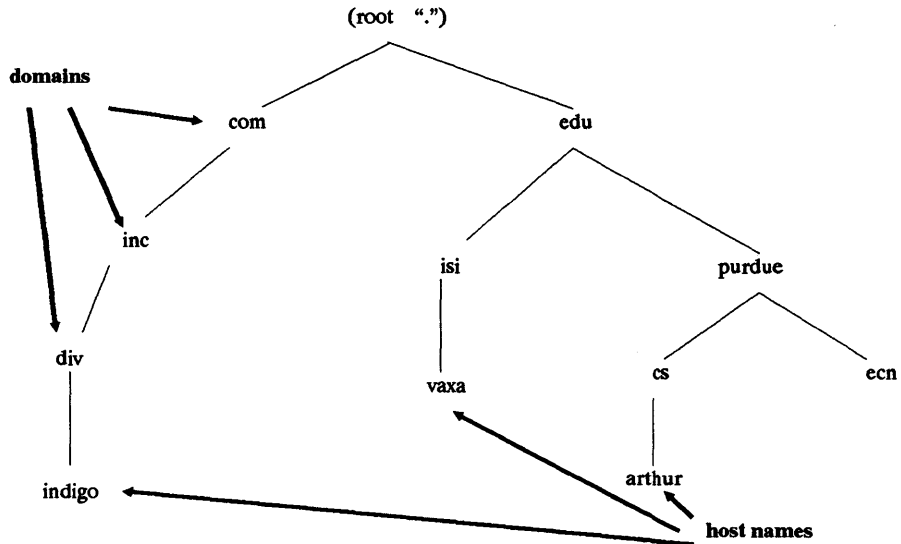 (root “.”)
domains
com
edu
inc
isi
purdue
div
vaxa
cs
ecn
indigo
arthur
host names